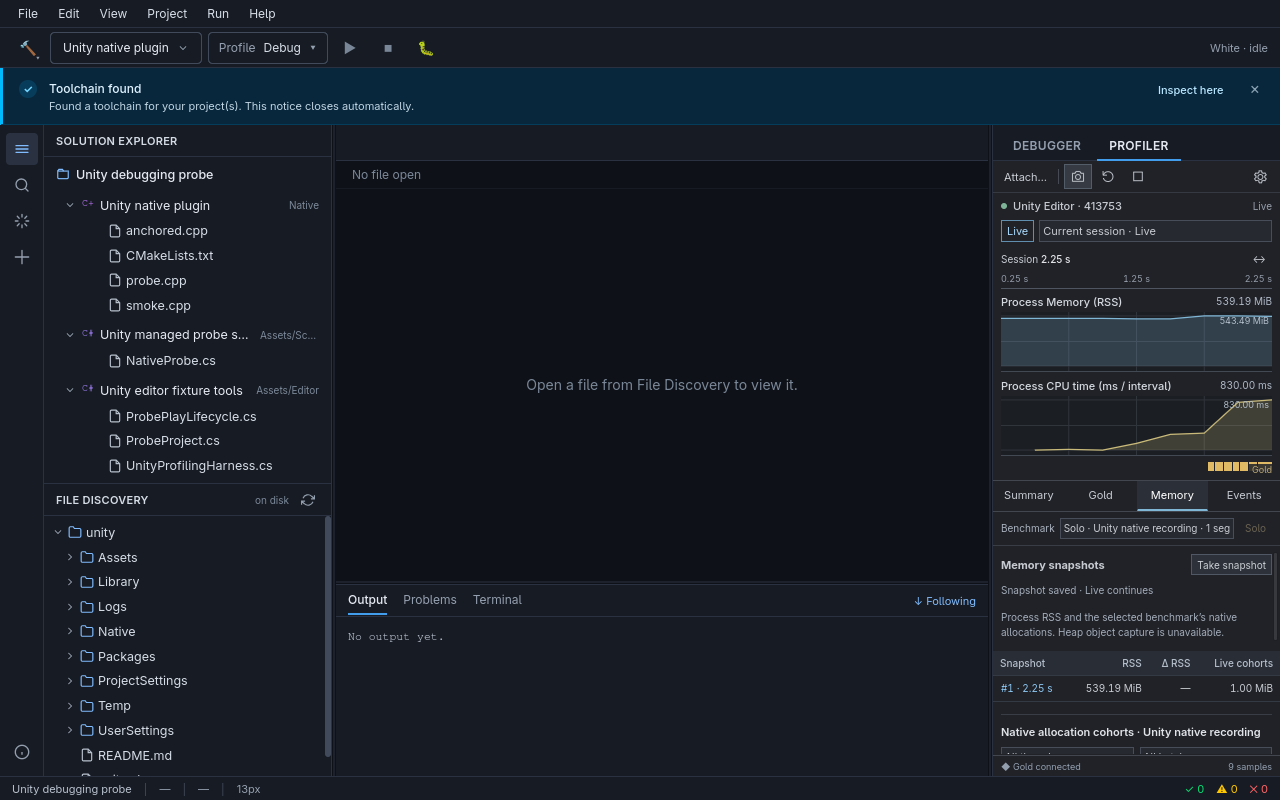 File Edit View Project Run Help
Unity native plugin Profile Debug White · idle
Toolchain found
Found a toolchain for your project(s). This notice closes automatically.
Inspect here
SOLUTION EXPLORER
Unity debugging probe
Unity native plugin Native
anchored.cpp
CMakeLists.txt
probe.cpp
smoke.cpp
Unity managed probe s... Assets/Sc...
NativeProbe.cs
Unity editor fixture tools Assets/Editor
ProbePlayLifecycle.cs
ProbeProject.cs
UnityProfilingHarness.cs
FILE DISCOVERY on disk
unity
Assets
Library
Logs
Native
Packages
ProjectSettings
Temp
UserSettings
README.md
No file open
Open a file from File Discovery to view it.
Output Problems Terminal ↓ Following
No output yet.
DEBUGGER PROFILER
Attach...
Unity Editor · 413753 Live
Live Current session · Live
Session 2.25 s
0.25 s 1.25 s 2.25 s
Process Memory (RSS) 539.19 MiB
543.49 MiB
Process CPU time (ms / interval) 830.00 ms
830.00 ms
Gold
Summary Gold Memory Events
Benchmark Solo · Unity native recording · 1 seg Solo
Memory snapshots Take snapshot
Snapshot saved · Live continues
Process RSS and the selected benchmark's native
allocations. Heap object capture is unavailable.
Snapshot RSS Δ RSS Live cohorts
#1 · 2.25 s 539.19 MiB — 1.00 MiB
Native allocation cohorts · Unity native recording
Gold connected 9 samples
Unity debugging probe — — 13px 0 0 0